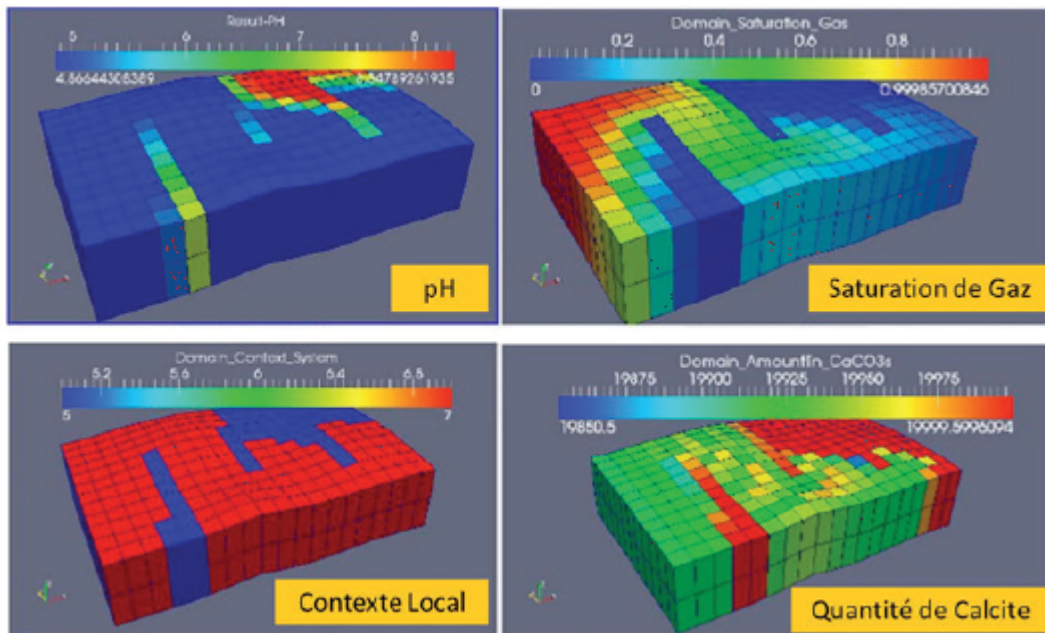 Result-PH
5 6 7 8
4.86644305389
pH
Domain_Saturation_Gas
0.2 0.4 0.6 0.8
0 0.99985700846
Saturation de Gaz
Domain_Context_System
5.2 5.6 6 6.4 6.8
5 7
Contexte Local
Domain_AmountIn_CaCO3s
19875 19900 19925 19950 19975
19850.5 19999.5996094
Quantité de Calcite